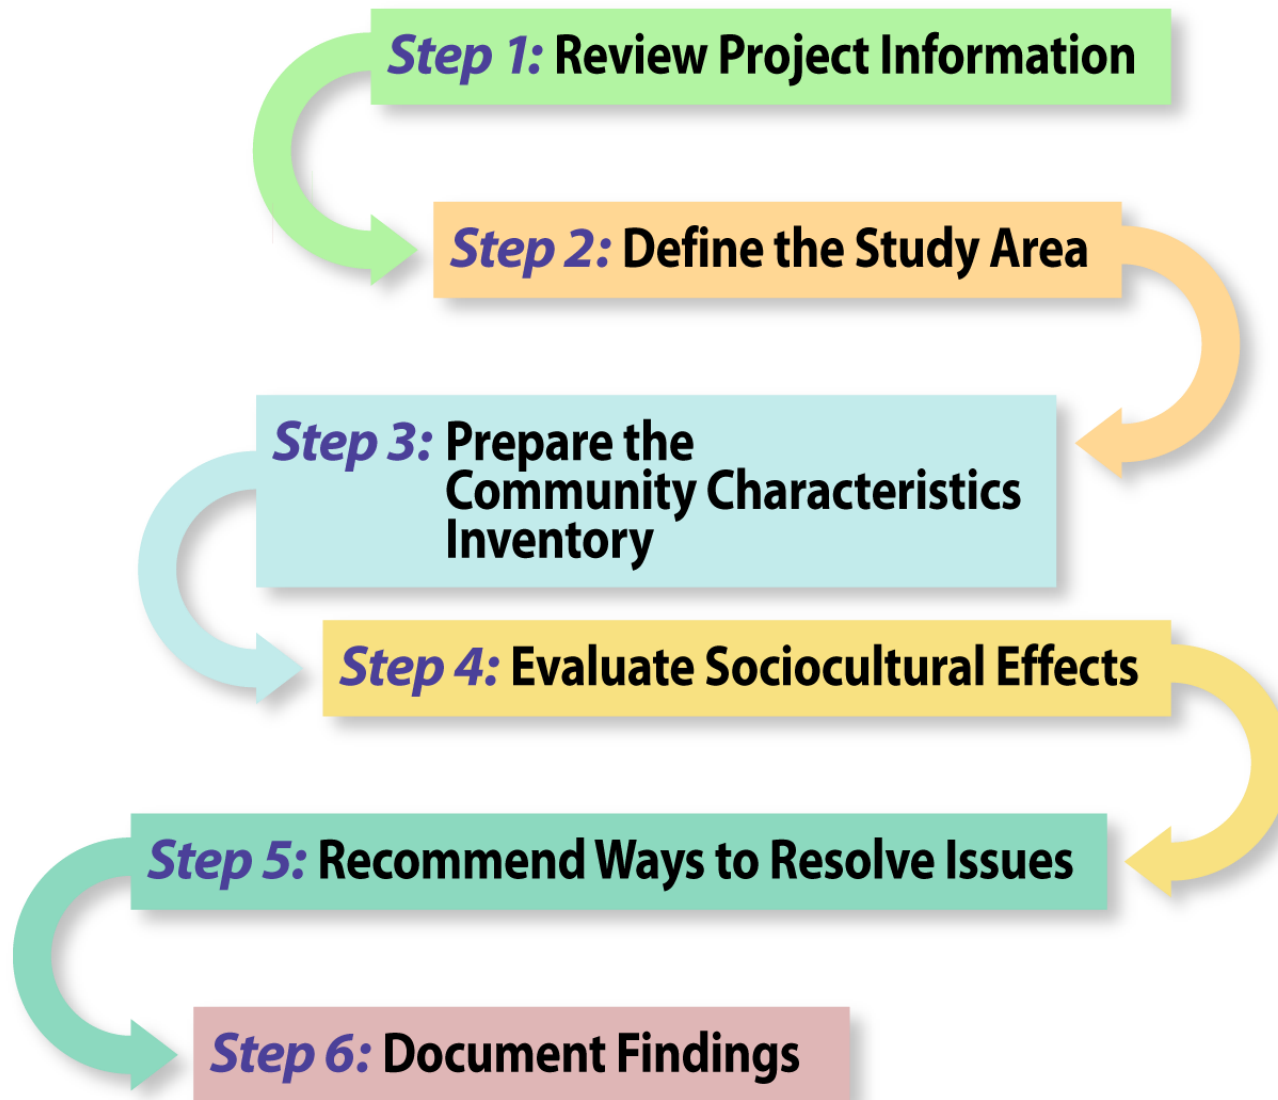 Step 1: Review Project Information
Step 2: Define the Study Area
Step 3: Prepare the
Community Characteristics
Inventory
Step 4: Evaluate Sociocultural Effects
Step 5: Recommend Ways to Resolve Issues
Step 6: Document Findings